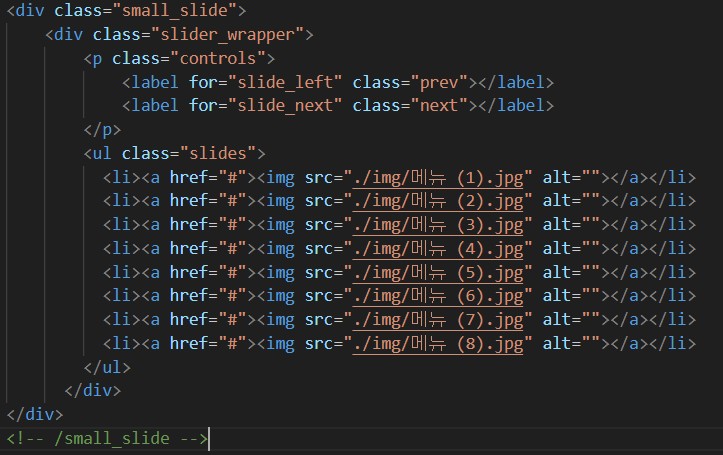 <div class="small_slide">
<div class="slider_wrapper">
<p class="controls">
<label for="slide_left" class="prev"></label>
<label for="slide_next" class="next"></label>
</p>
<ul class="slides">
<li><a href="#"><img src="./img/메뉴 (1).jpg" alt=""></a></li>
<li><a href="#"><img src="./img/메뉴 (2).jpg" alt=""></a></li>
<li><a href="#"><img src="./img/메뉴 (3).jpg" alt=""></a></li>
<li><a href="#"><img src="./img/메뉴 (4).jpg" alt=""></a></li>
<li><a href="#"><img src="./img/메뉴 (5).jpg" alt=""></a></li>
<li><a href="#"><img src="./img/메뉴 (6).jpg" alt=""></a></li>
<li><a href="#"><img src="./img/메뉴 (7).jpg" alt=""></a></li>
<li><a href="#"><img src="./img/메뉴 (8).jpg" alt=""></a></li>
</ul>
</div>
</div>
<!-- /small_slide -->